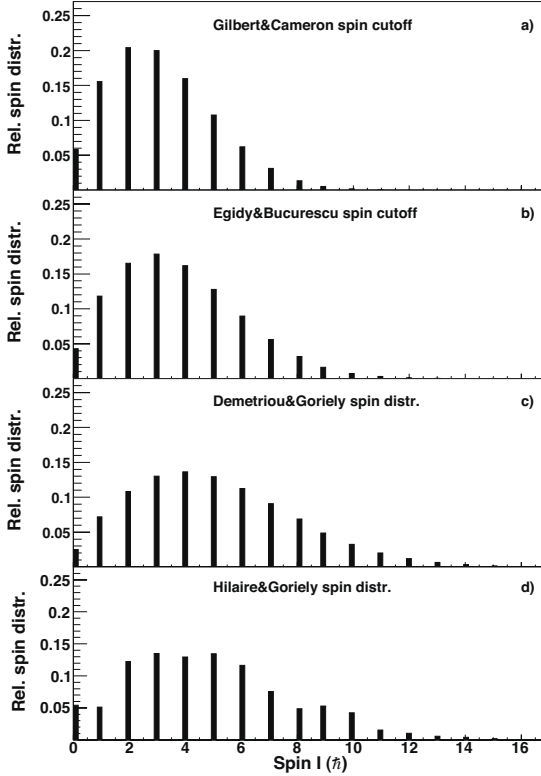 0.25
Gilbert&Cameron spin cutoff
a)
0.2
0.15
0.1
0.05
Rel. spin distr.
0.25
Egidy&Bucurescu spin cutoff
b)
0.2
0.15
0.1
0.05
Rel. spin distr.
0.25
Demetriou&Goriely spin distr.
c)
0.2
0.15
0.1
0.05
Rel. spin distr.
0.25
Hilaire&Goriely spin distr.
d)
0.2
0.15
0.1
0.05
Rel. spin distr.
0 2 4 6 8 10 12 14 16
Spin I (ℏ)